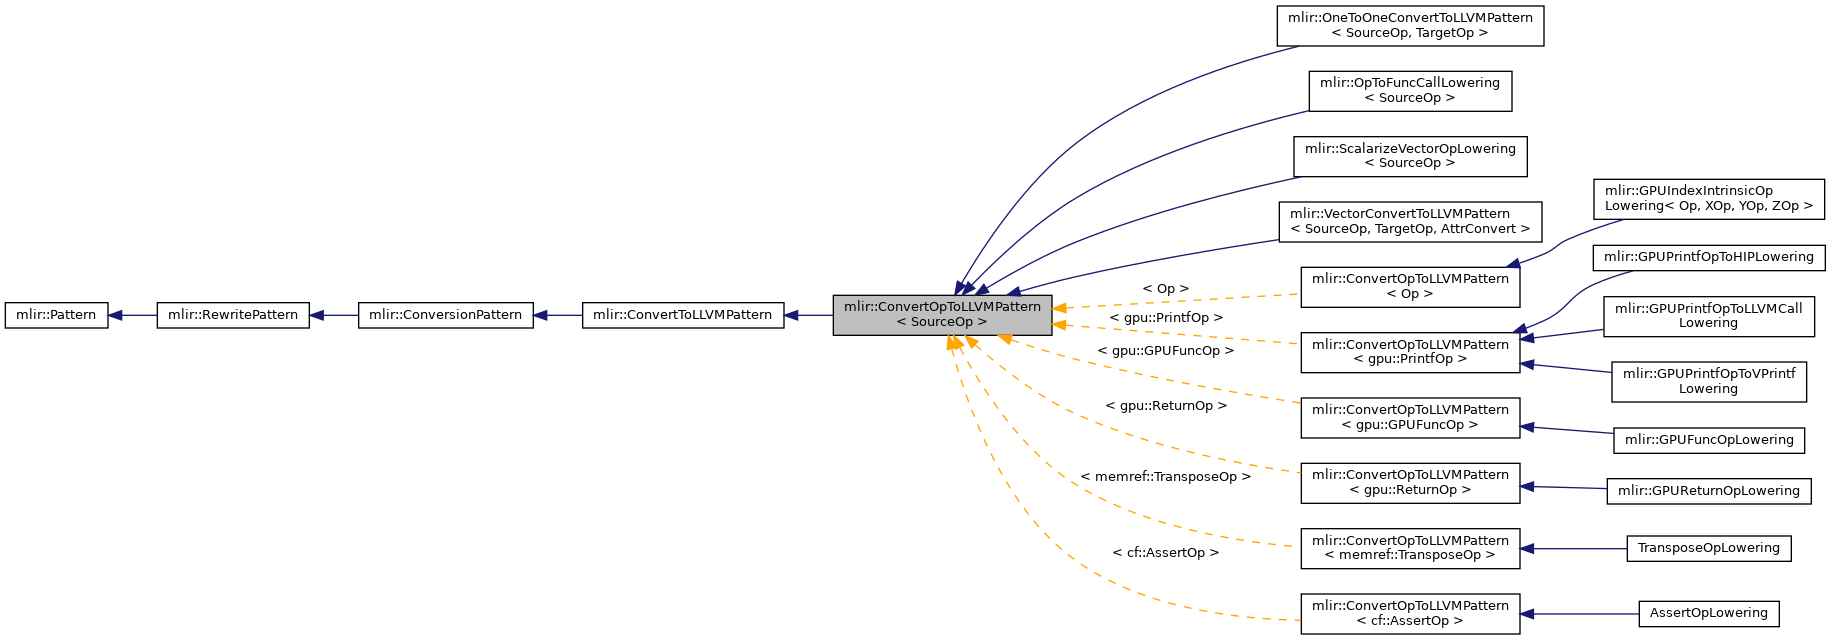 mlir::OneToOneConvertToLLVMPattern
< SourceOp, TargetOp >
mlir::OpToFuncCallLowering
< SourceOp >
mlir::ScalarizeVectorOpLowering
< SourceOp >
mlir::VectorConvertToLLVMPattern
< SourceOp, TargetOp, AttrConvert >
mlir::GPUIndexIntrinsicOp
Lowering< Op, XOp, YOp, ZOp >
mlir::GPUPrintfOpToHIPLowering
mlir::ConvertOpToLLVMPattern
< Op >
< Op >
mlir::Pattern
mlir::RewritePattern
mlir::ConversionPattern
mlir::ConvertToLLVMPattern
mlir::ConvertOpToLLVMPattern
< SourceOp >
< gpu::PrintfOp >
mlir::GPUPrintfOpToLLVMCall
Lowering
mlir::ConvertOpToLLVMPattern
< gpu::PrintfOp >
mlir::GPUPrintfOpToVPrintf
Lowering
< gpu::GPUFuncOp >
mlir::ConvertOpToLLVMPattern
< gpu::GPUFuncOp >
mlir::GPUFuncOpLowering
< gpu::ReturnOp >
mlir::ConvertOpToLLVMPattern
< gpu::ReturnOp >
mlir::GPUReturnOpLowering
< memref::TransposeOp >
mlir::ConvertOpToLLVMPattern
< memref::TransposeOp >
TransposeOpLowering
< cf::AssertOp >
mlir::ConvertOpToLLVMPattern
< cf::AssertOp >
AssertOpLowering